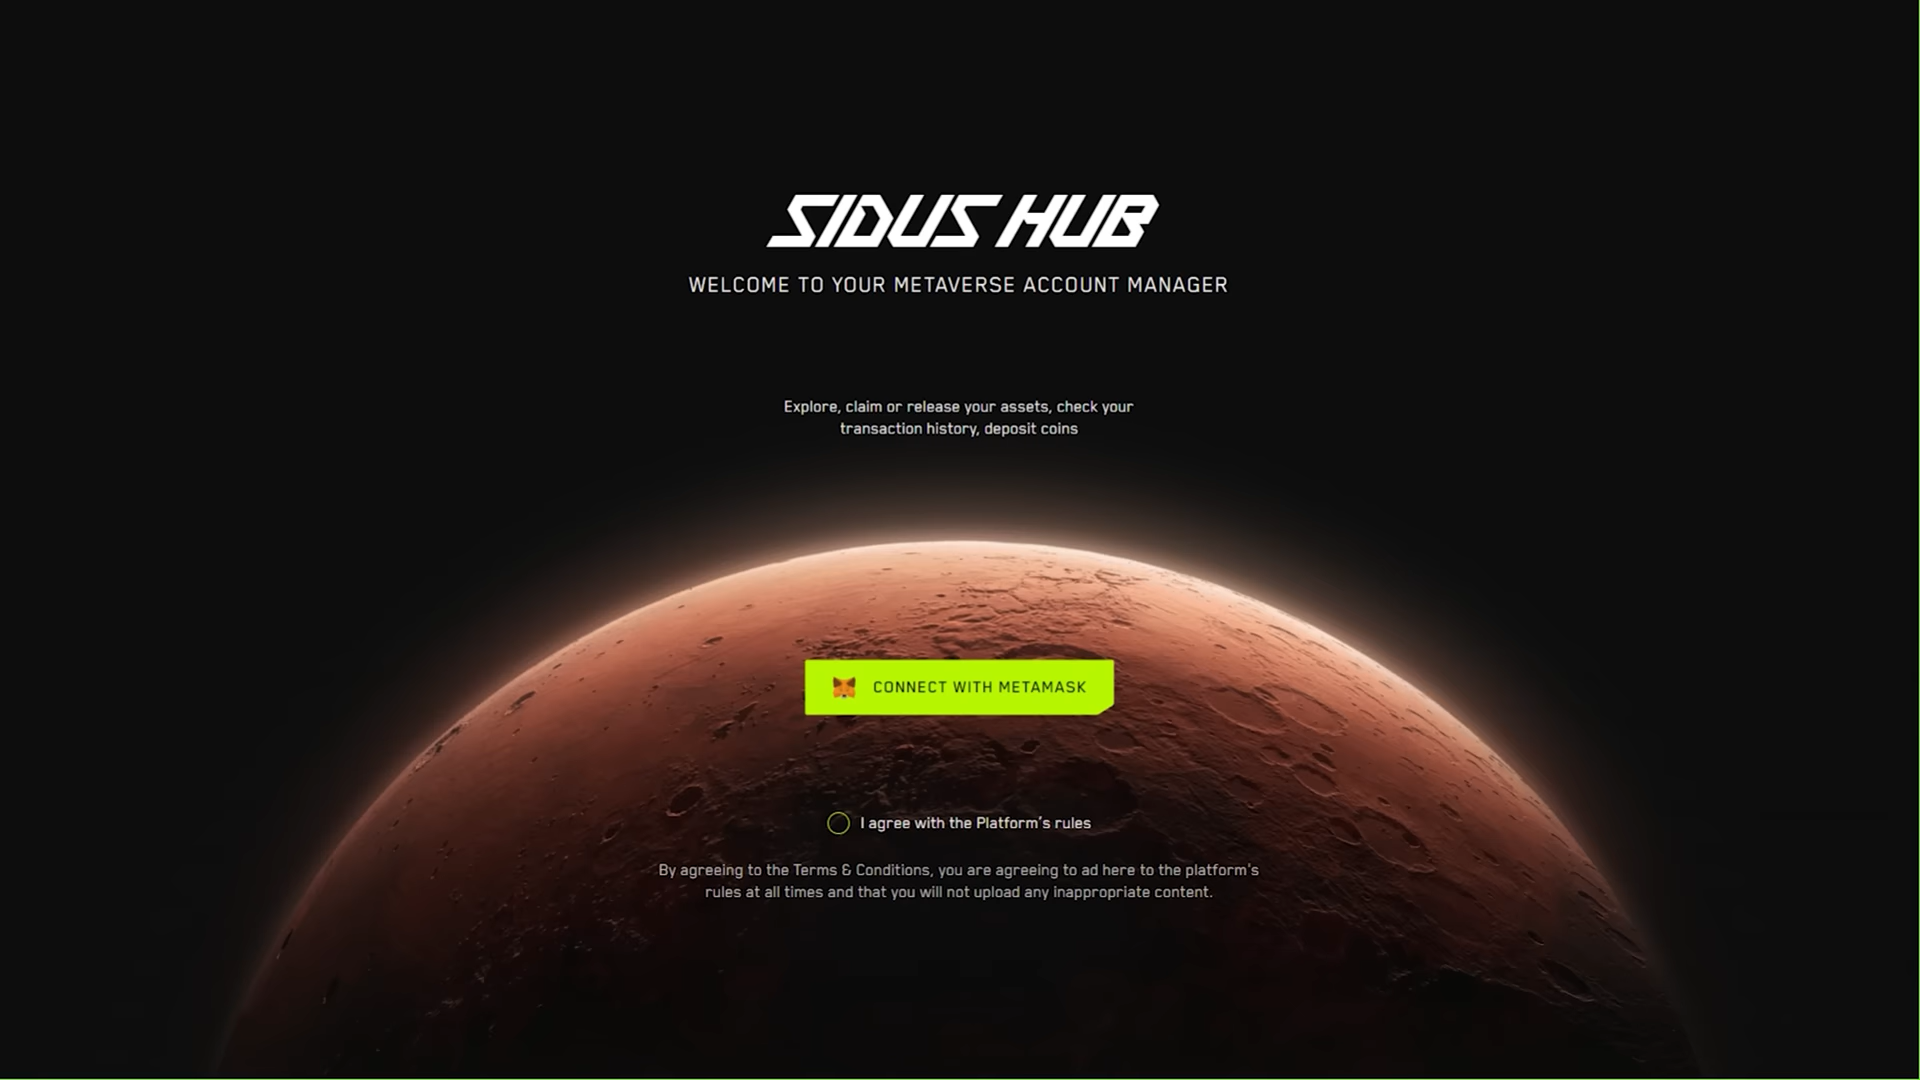 SIDUS HUB
WELCOME TO YOUR METAVERSE ACCOUNT MANAGER
Explore, claim or release your assets, check your
transaction history, deposit coins
CONNECT WITH METAMASK
I agree with the Platform's rules
By agreeing to the Terms & Conditions, you are agreeing to ad here to the platform's
rules at all times and that you will not upload any inappropriate content.